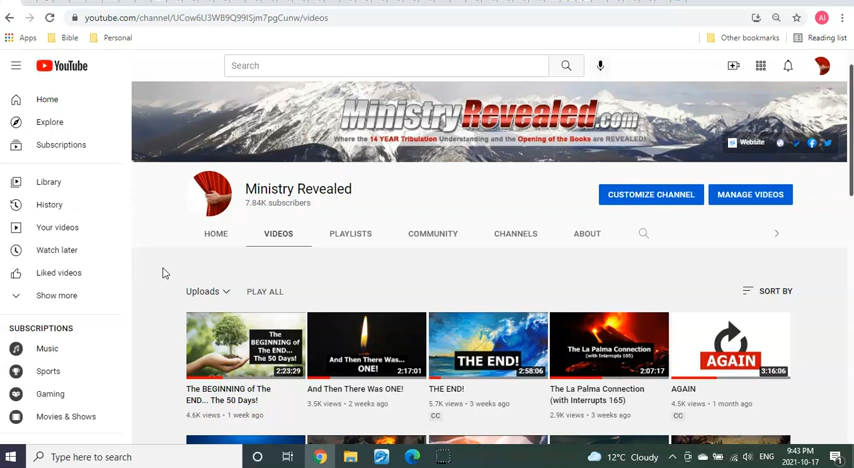 youtube.com/channel/UCow6U3WB9Q99ISjm7pgCunw/videos
AI
Apps Bible Personal Other bookmarks Reading list
YouTube Search
MinistryRevealed.com
Where the 14 YEAR Tribulation Understanding and the Opening of the Books are REVEALED!
Website
Home
Explore
Subscriptions
Library
History
Your videos
Watch later
Liked videos
Show more
SUBSCRIPTIONS
Music
Sports
Gaming
Movies & Shows
Ministry Revealed
7.84K subscribers
CUSTOMIZE CHANNEL MANAGE VIDEOS
HOME VIDEOS PLAYLISTS COMMUNITY CHANNELS ABOUT
Uploads PLAY ALL SORT BY
The
BEGINNING of
The END...
The 50 Days!
2:23:29
The BEGINNING of The
END... The 50 Days!
4.6K views • 1 week ago
And Then There Was...
ONE!
2:17:01
And Then There Was ONE!
3.5K views • 2 weeks ago
THE END!
2:58:06
THE END!
5.7K views • 3 weeks ago
CC
The La Palma Connection
(with Interrupts 165)
2:07:17
The La Palma Connection
(with Interrupts 165)
2.9K views • 3 weeks ago
AGAIN
3:16:06
AGAIN
4.5K views • 1 month ago
CC
Type here to search
12°C Cloudy
ENG
9:43 PM
2021-10-17